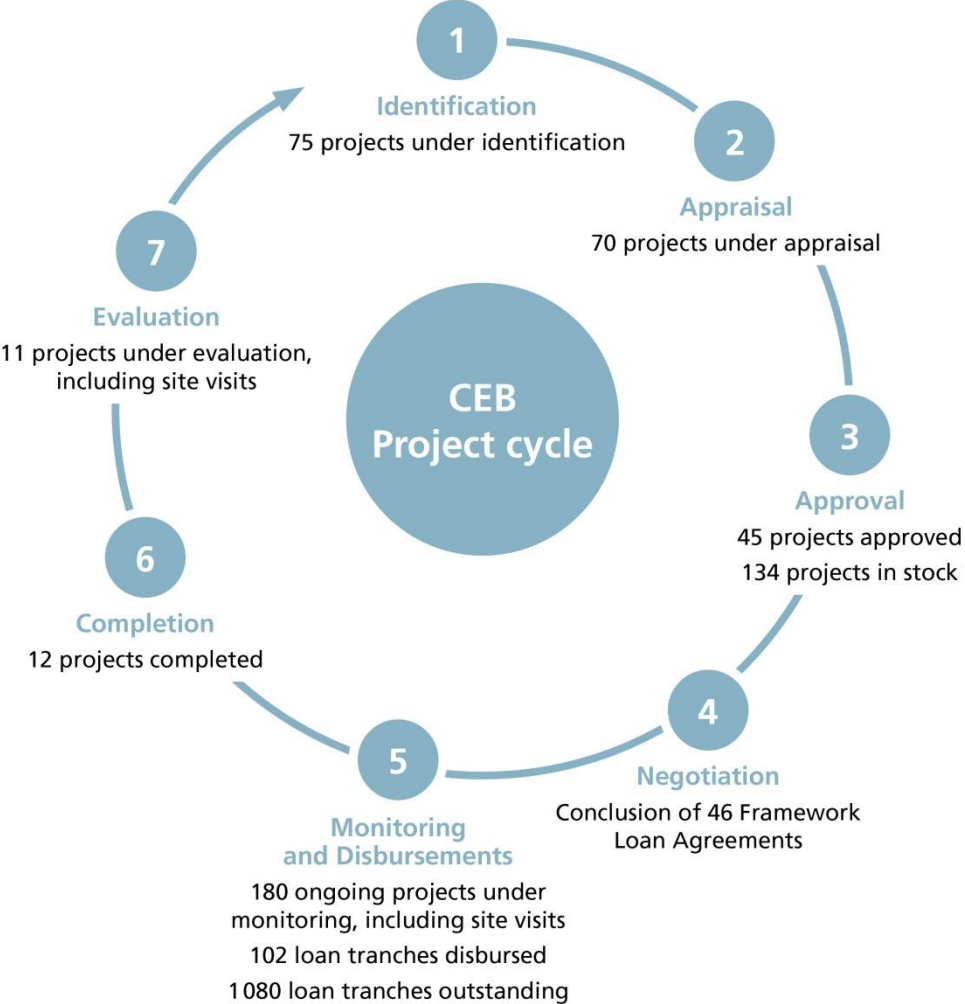 1
Identification
75 projects under identification
2
Appraisal
70 projects under appraisal
3
Approval
45 projects approved
134 projects in stock
4
Negotiation
Conclusion of 46 Framework
Loan Agreements
5
Monitoring
and Disbursements
180 ongoing projects under
monitoring, including site visits
102 loan tranches disbursed
1080 loan tranches outstanding
6
Completion
12 projects completed
7
Evaluation
11 projects under evaluation,
including site visits
CEB
Project cycle